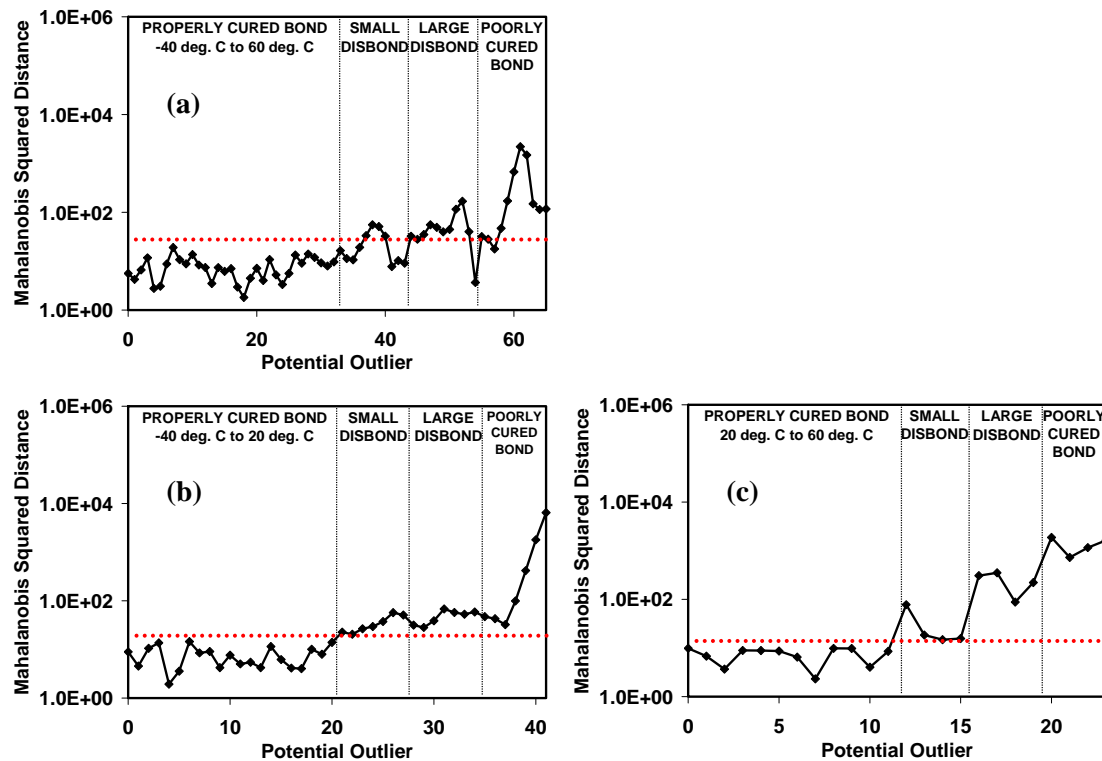 1.0E+06
1.0E+04
1.0E+02
1.0E+00
Mahalanobis Squared Distance
PROPERLY CURED BOND
-40 deg. C to 60 deg. C
SMALL
DISBOND
LARGE
DISBOND
POORLY
CURED
BOND
(a)
0 20 40 60
Potential Outlier
1.0E+06
1.0E+04
1.0E+02
1.0E+00
Mahalanobis Squared Distance
PROPERLY CURED BOND
-40 deg. C to 20 deg. C
SMALL
DISBOND
LARGE
DISBOND
POORLY
CURED
BOND
(b)
0 10 20 30 40
Potential Outlier
1.0E+06
1.0E+04
1.0E+02
1.0E+00
Mahalanobis Squared Distance
PROPERLY CURED BOND
20 deg. C to 60 deg. C
SMALL
DISBOND
LARGE
DISBOND
POORLY
CURED
BOND
(c)
0 5 10 15 20
Potential Outlier